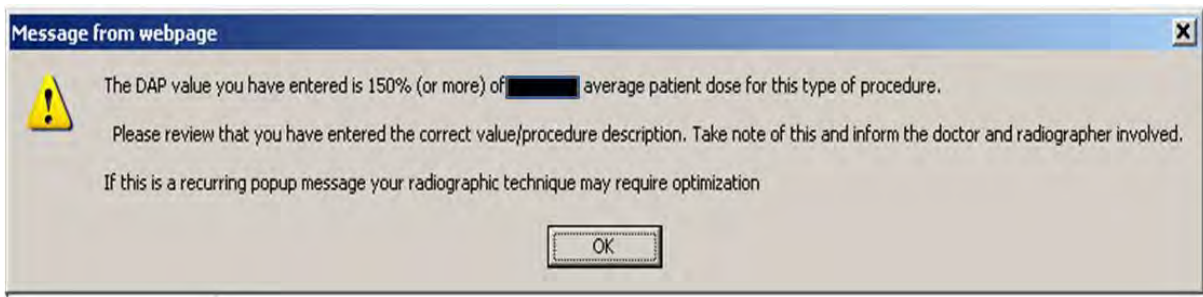 Message from webpage
The DAP value you have entered is 150% (or more) of average patient dose for this type of procedure.
Please review that you have entered the correct value/procedure description. Take note of this and inform the doctor and radiographer involved.
If this is a recurring popup message your radiographic technique may require optimization
OK